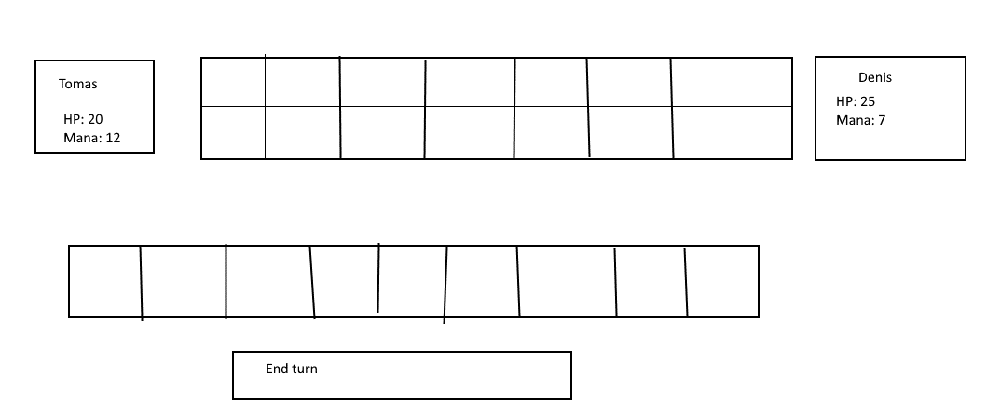 Tomas
HP: 20
Mana: 12
Denis
HP: 25
Mana: 7
End turn